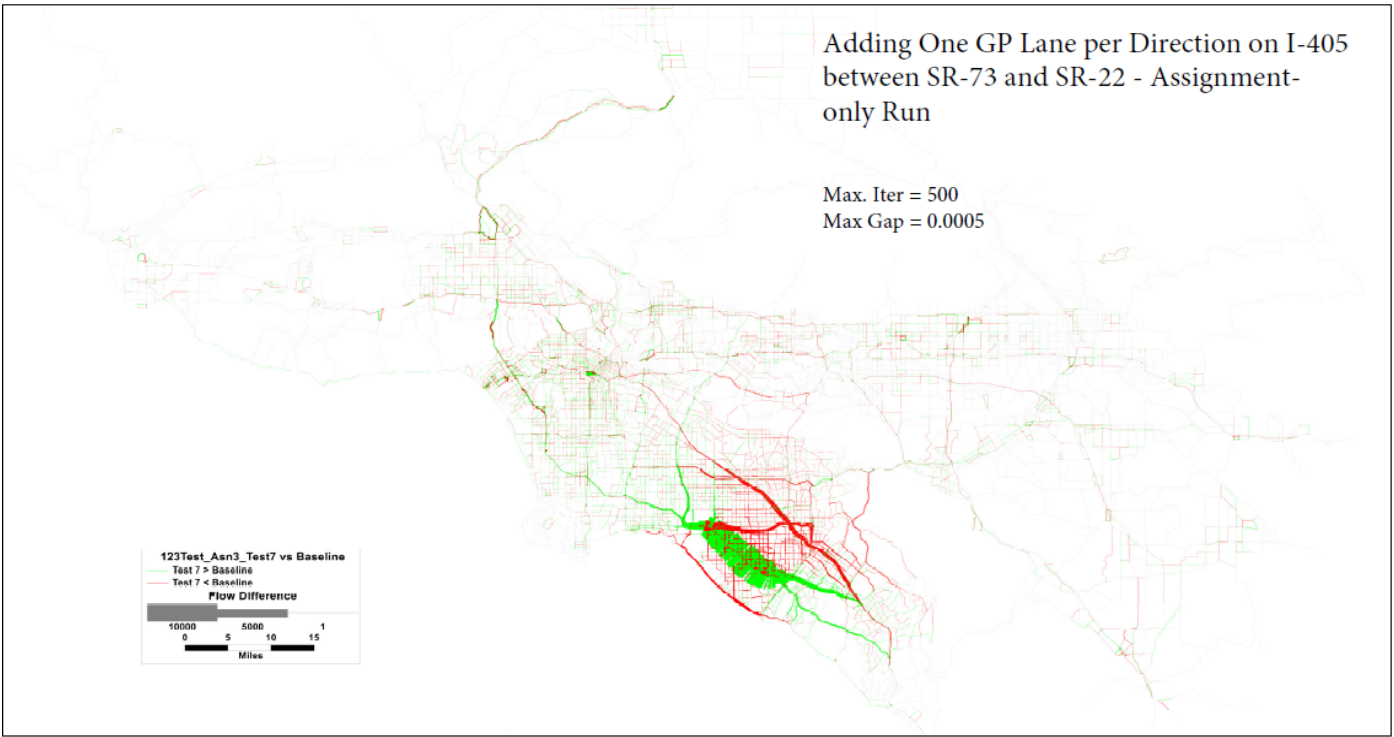 Adding One GP Lane per Direction on I-405
between SR-73 and SR-22 - Assignment-
only Run
Max. Iter = 500
Max Gap = 0.0005
123Test_Asn3_Test7 vs Baseline
Test 7 > Baseline
Test 7 < Baseline
Flow Difference
10000 5000 1
0 5 10 15
Miles